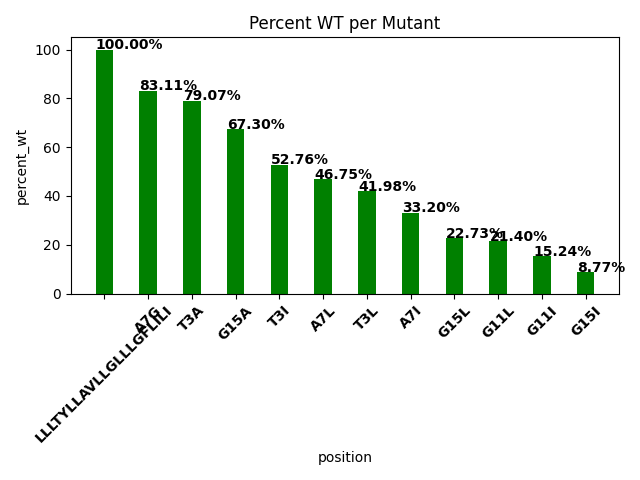 Percent WT per Mutant
percent_wt
100
80
60
40
20
0
100.00%
83.11%
79.07%
67.30%
52.76%
46.75%
41.98%
33.20%
22.73%
21.40%
15.24%
8.77%
LLLTYLLAVLLGLLLGFLILI
A7G
T3A
G15A
T3I
A7L
T3L
A7I
G15L
G11L
G11I
G15I
position